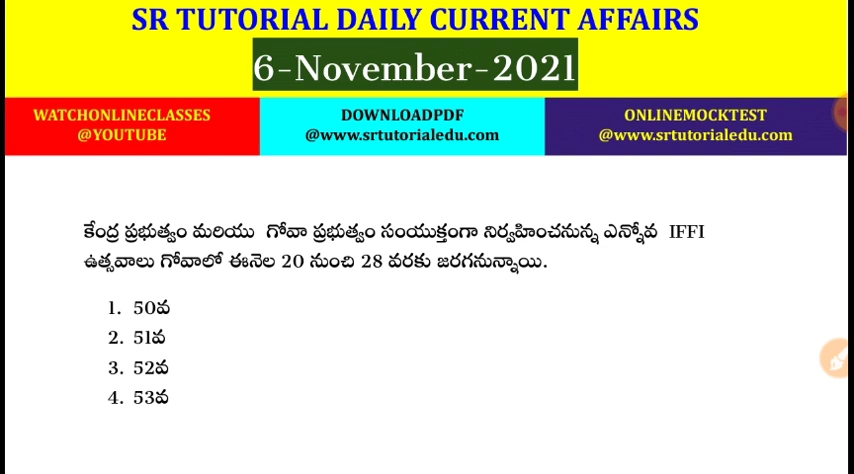 SR TUTORIAL DAILY CURRENT AFFAIRS
6-November-2021
WATCHONLINECLASSES
@YOUTUBE
DOWNLOADPDF
@www.srtutorialedu.com
ONLINEMOCKTEST
@www.srtutorialedu.com
కేంద్ర ప్రభుత్వం మరియు గోవా ప్రభుత్వం సంయుక్తంగా నిర్వహించనున్న ఎన్నోవ IFFI
ఉత్సవాలు గోవాలో ఈనెల 20 నుంచి 28 వరకు జరగనున్నాయి.
1. 50వ
2. 51వ
3. 52వ
4. 53వ